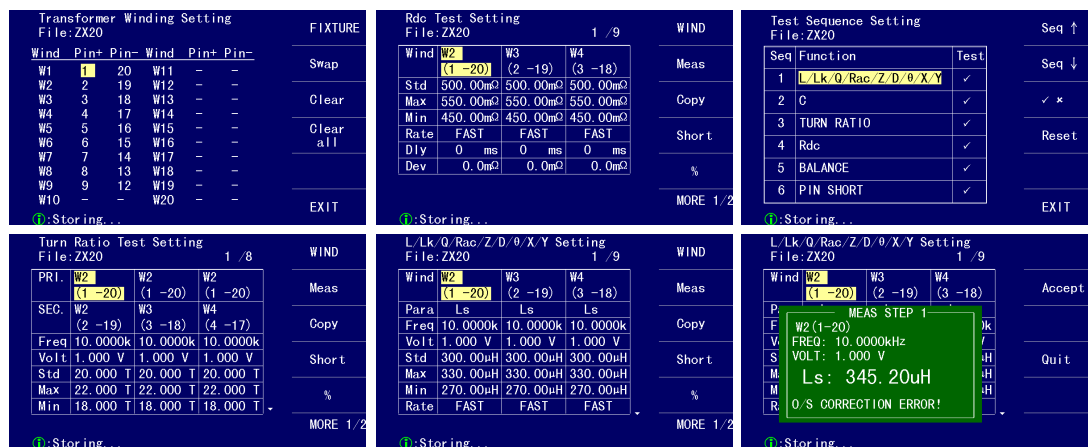 Transformer Winding Setting
File:ZX20
Wind Pin+ Pin- Wind Pin+ Pin-
W1 1 20 W11 - -
W2 2 19 W12 - -
W3 3 18 W13 - -
W4 4 17 W14 - -
W5 5 16 W15 - -
W6 6 15 W16 - -
W7 7 14 W17 - -
W8 8 13 W18 - -
W9 9 12 W19 - -
W10 - - W20 - -
i:Storing...
FIXTURE
Swap
Clear
Clear
all
EXIT
Rdc Test Setting
File:ZX20 1 /9
Wind W2 W3 W4
(1 -20) (2 -19) (3 -18)
Std 500.00mΩ 500.00mΩ 500.00mΩ
Max 550.00mΩ 550.00mΩ 550.00mΩ
Min 450.00mΩ 450.00mΩ 450.00mΩ
Rate FAST FAST FAST
Dly 0 ms 0 ms 0 ms
Dev 0.0mΩ 0.0mΩ 0.0mΩ
i:Storing...
WIND
Meas
Copy
Short
%
MORE 1/2
Test Sequence Setting
File:ZX20
Seq Function Test
1 L/Lk/Q/Rac/Z/D/θ/X/Y ✓
2 C ✓
3 TURN RATIO ✓
4 Rdc ✓
5 BALANCE ✓
6 PIN SHORT ✓
i:Storing...
Seq ↑
Seq ↓
✓ ×
Reset
EXIT
Turn Ratio Test Setting
File:ZX20 1 /8
PRI. W2 W2 W2
(1 -20) (1 -20) (1 -20)
SEC. W2 W3 W4
(2 -19) (3 -18) (4 -17)
Freq 10.0000k 10.0000k 10.0000k
Volt 1.000 V 1.000 V 1.000 V
Std 20.000 T 20.000 T 20.000 T
Max 22.000 T 22.000 T 22.000 T
Min 18.000 T 18.000 T 18.000 T
i:Storing...
WIND
Meas
Copy
Short
%
MORE 1/2
L/Lk/Q/Rac/Z/D/θ/X/Y Setting
File:ZX20 1 /9
Wind W2 W3 W4
(1 -20) (2 -19) (3 -18)
Para Ls Ls Ls
Freq 10.0000k 10.0000k 10.0000k
Volt 1.000 V 1.000 V 1.000 V
Std 300.00μH 300.00μH 300.00μH
Max 330.00μH 330.00μH 330.00μH
Min 270.00μH 270.00μH 270.00μH
Rate FAST FAST FAST
i:Storing...
WIND
Meas
Copy
Short
%
MORE 1/2
L/Lk/Q/Rac/Z/D/θ/X/Y Setting
File:ZX20 1 /9
Wind W2 W3 W4
(1 -20) (2 -19) (3 -18)
MEAS STEP 1
W2(1-20)
FREQ: 10.0000kHz
VOLT: 1.000 V
Ls: 345.20uH
O/S CORRECTION ERROR!
i:Storing...
Accept
Quit